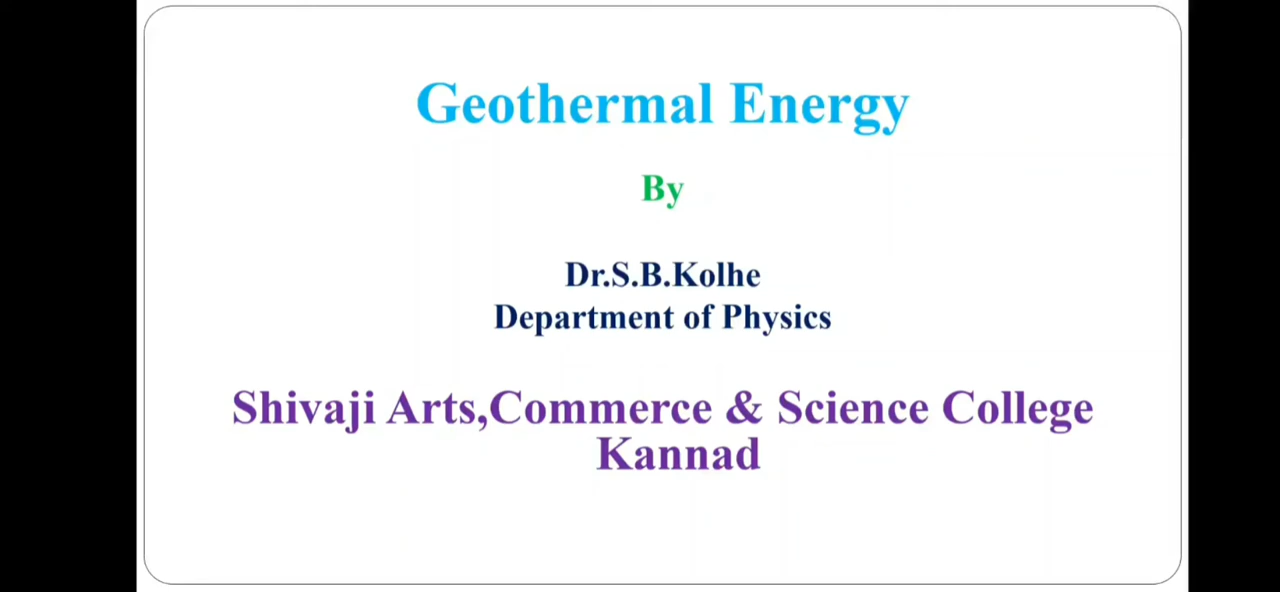 Geothermal Energy
By
Dr.S.B.Kolhe
Department of Physics
Shivaji Arts,Commerce & Science College
Kannad